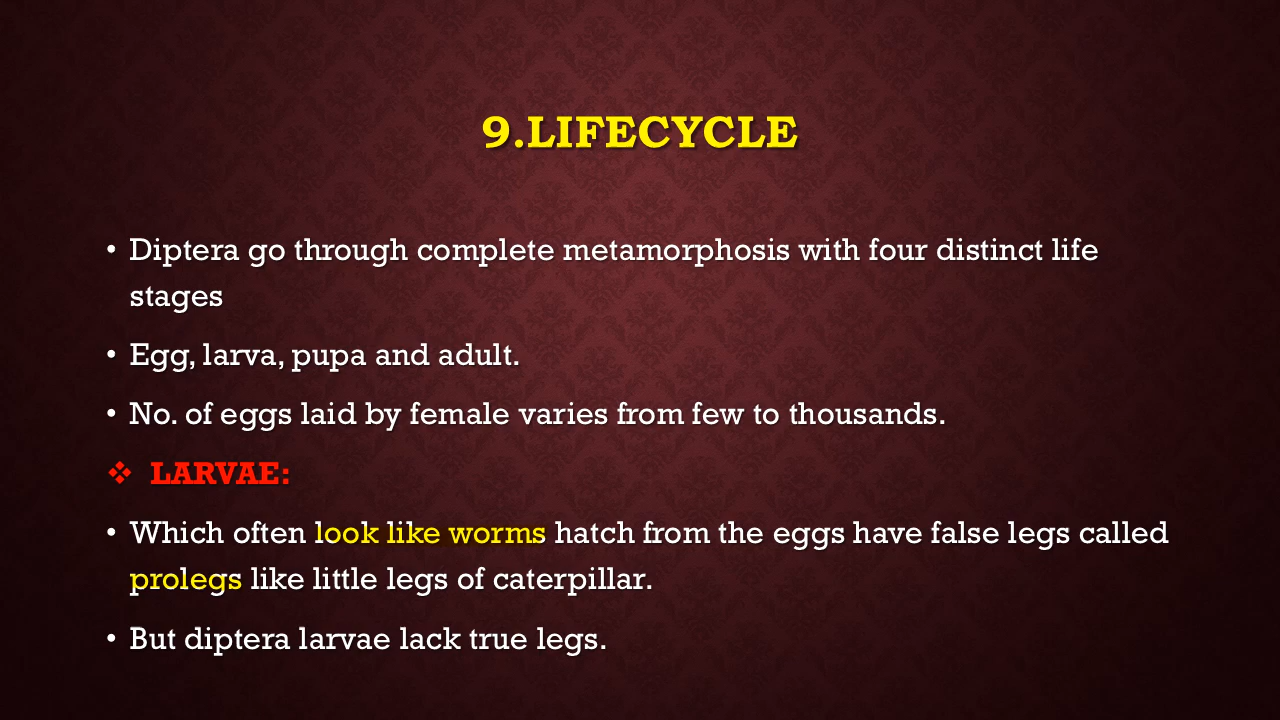 9.LIFECYCLE
• Diptera go through complete metamorphosis with four distinct life
stages
• Egg, larva, pupa and adult.
• No. of eggs laid by female varies from few to thousands.
❖ LARVAE:
• Which often look like worms hatch from the eggs have false legs called
prolegs like little legs of caterpillar.
• But diptera larvae lack true legs.